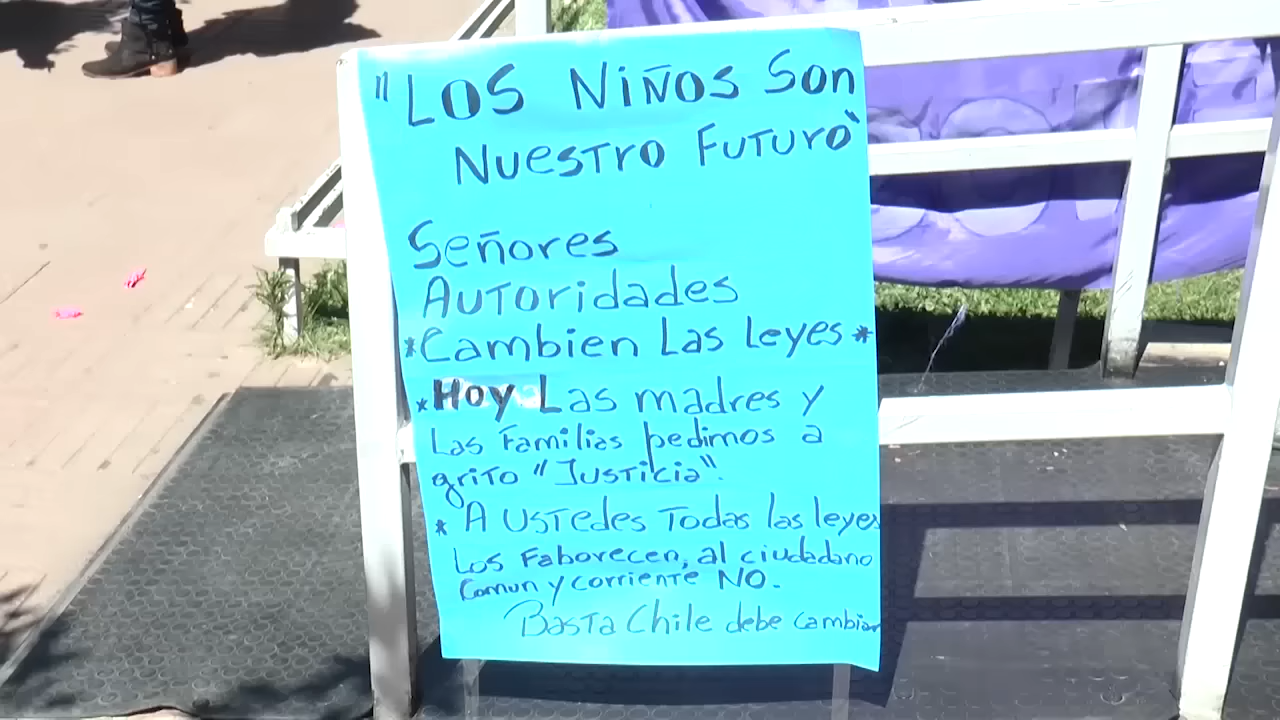 "LOS NIÑOS SON
NUESTRO FUTURO"
Señores
AUTORIDADES
*Cambien Las Leyes*
*Hoy Las madres y
Las Familias pedimos a
grito "Justicia".
* A USTEDES Todas las leyes
Los Faborecen, al ciudadano
Comun y corriente NO.
Basta Chile debe cambiar